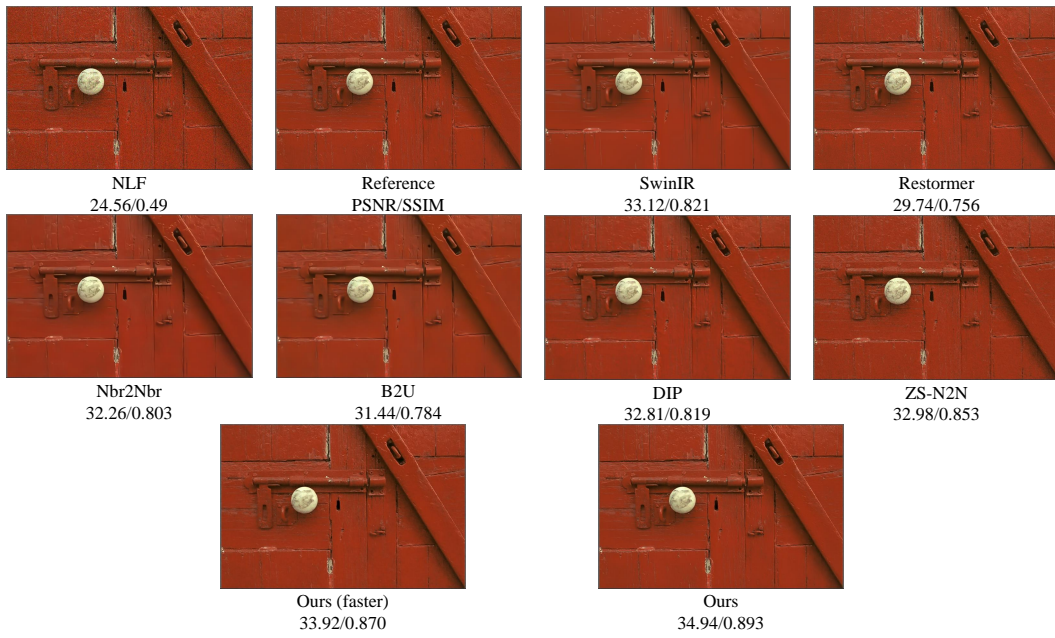 NLF
24.56/0.49
Reference
PSNR/SSIM
SwinIR
33.12/0.821
Restormer
29.74/0.756
Nbr2Nbr
32.26/0.803
B2U
31.44/0.784
DIP
32.81/0.819
ZS-N2N
32.98/0.853
Ours (faster)
33.92/0.870
Ours
34.94/0.893